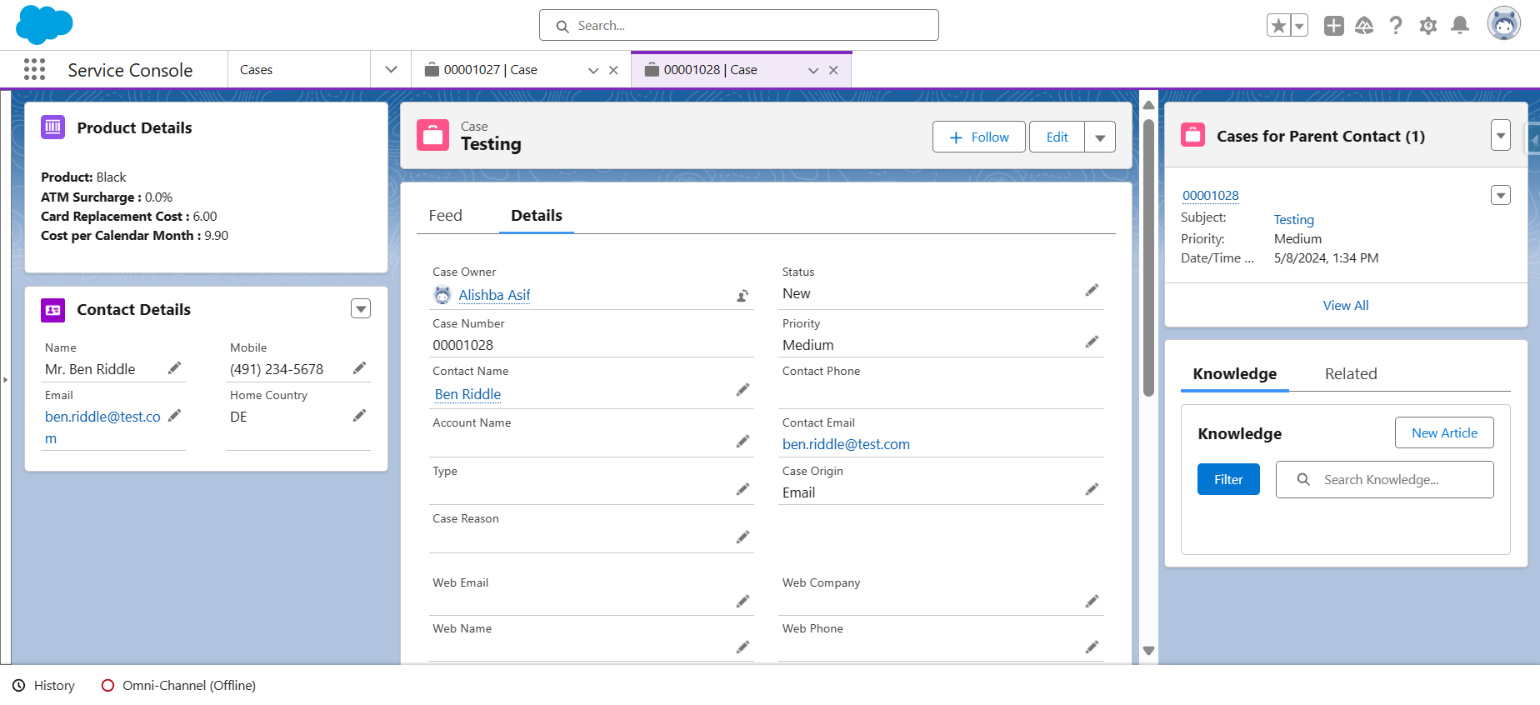 Search...
Service Console
Cases
00001027 | Case
00001028 | Case
Product Details
Product: Black
ATM Surcharge : 0.0%
Card Replacement Cost : 6.00
Cost per Calendar Month : 9.90
Contact Details
Name
Mobile
Mr. Ben Riddle
(491) 234-5678
Email
Home Country
ben.riddle@test.co
m
DE
Case
Testing
Follow
Edit
Feed
Details
Case Owner
Status
Alishba Asif
New
Case Number
Priority
00001028
Medium
Contact Name
Contact Phone
Ben Riddle
Account Name
Contact Email
ben.riddle@test.com
Type
Case Origin
Email
Case Reason
Web Email
Web Company
Web Name
Web Phone
Cases for Parent Contact (1)
00001028
Subject: Testing
Priority: Medium
Date/Time ... 5/8/2024, 1:34 PM
View All
Knowledge
Related
Knowledge
New Article
Filter
Search Knowledge...
History
Omni-Channel (Offline)